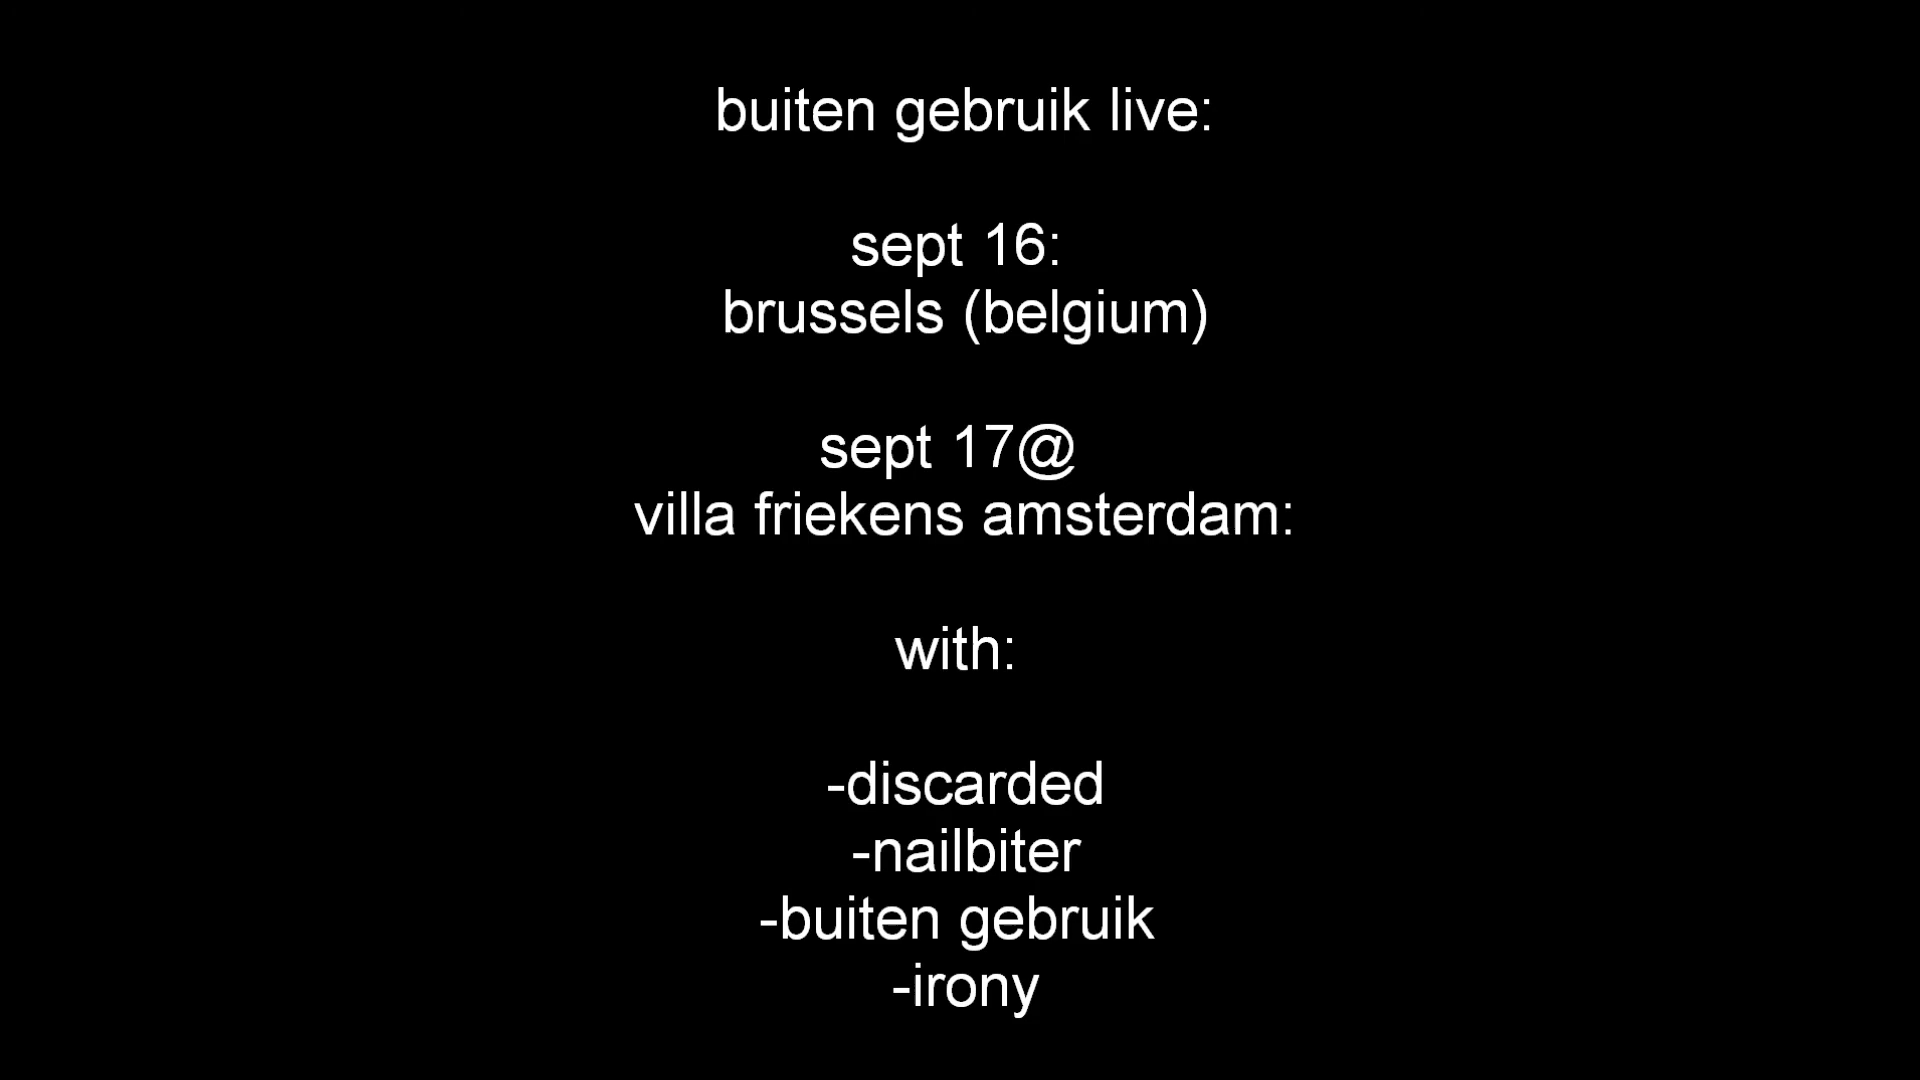 buiten gebruik live:
sept 16:
brussels (belgium)
sept 17@
villa friekens amsterdam:
with:
-discarded
-nailbiter
-buiten gebruik
-irony